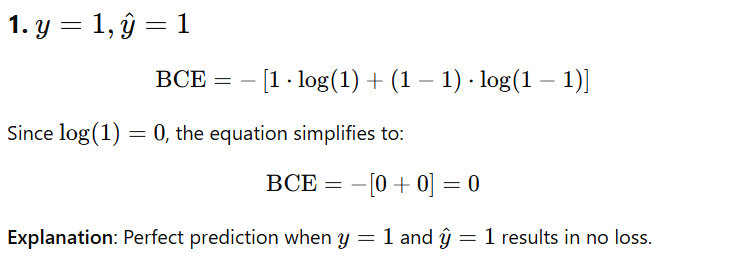 1. y = 1, ŷ = 1
BCE = − [1 · log(1) + (1 − 1) · log(1 − 1)]
Since log(1) = 0, the equation simplifies to:
BCE = −[0 + 0] = 0
Explanation: Perfect prediction when y = 1 and ŷ = 1 results in no loss.